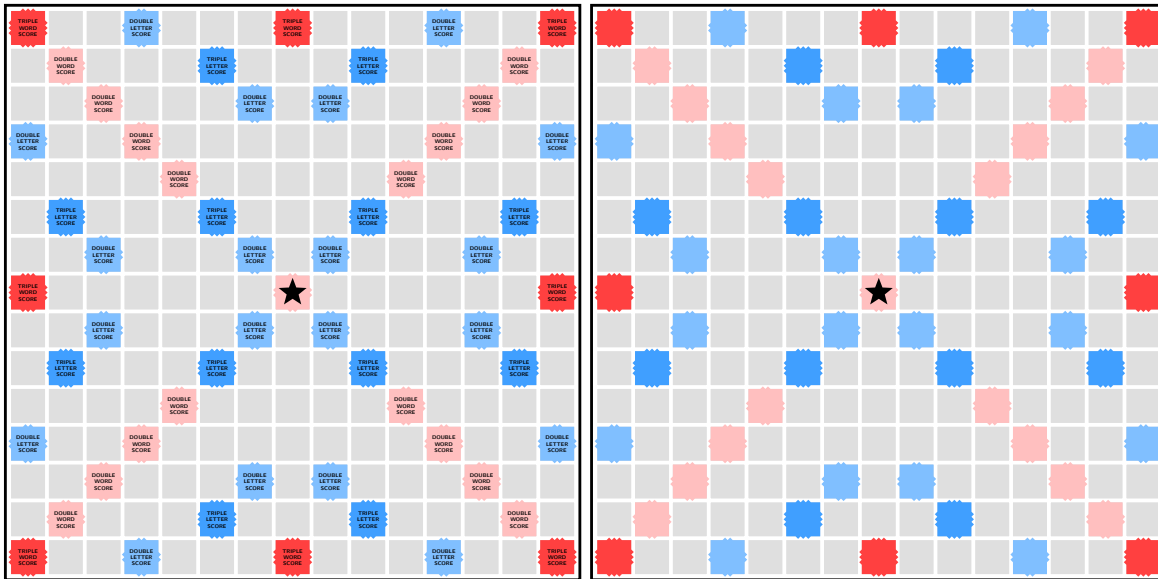 TRIPLE DOUBLE TRIPLE DOUBLE TRIPLE
WORD LETTER WORD LETTER WORD
SCORE SCORE SCORE SCORE SCORE
DOUBLE TRIPLE TRIPLE DOUBLE
WORD LETTER LETTER WORD
SCORE SCORE SCORE SCORE
DOUBLE DOUBLE DOUBLE DOUBLE
WORD LETTER LETTER WORD
SCORE SCORE SCORE SCORE
DOUBLE DOUBLE DOUBLE DOUBLE
LETTER WORD WORD LETTER
SCORE SCORE SCORE SCORE
DOUBLE DOUBLE
WORD WORD
SCORE SCORE
TRIPLE TRIPLE TRIPLE TRIPLE
LETTER LETTER LETTER LETTER
SCORE SCORE SCORE SCORE
DOUBLE DOUBLE DOUBLE DOUBLE
LETTER LETTER LETTER LETTER
SCORE SCORE SCORE SCORE
TRIPLE TRIPLE
WORD WORD
SCORE SCORE
DOUBLE DOUBLE DOUBLE DOUBLE
LETTER LETTER LETTER LETTER
SCORE SCORE SCORE SCORE
TRIPLE TRIPLE TRIPLE TRIPLE
LETTER LETTER LETTER LETTER
SCORE SCORE SCORE SCORE
DOUBLE DOUBLE
WORD WORD
SCORE SCORE
DOUBLE DOUBLE DOUBLE DOUBLE
LETTER WORD WORD LETTER
SCORE SCORE SCORE SCORE
DOUBLE DOUBLE DOUBLE DOUBLE
WORD LETTER LETTER WORD
SCORE SCORE SCORE SCORE
DOUBLE TRIPLE TRIPLE DOUBLE
WORD LETTER LETTER WORD
SCORE SCORE SCORE SCORE
TRIPLE DOUBLE TRIPLE DOUBLE TRIPLE
WORD LETTER WORD LETTER WORD
SCORE SCORE SCORE SCORE SCORE